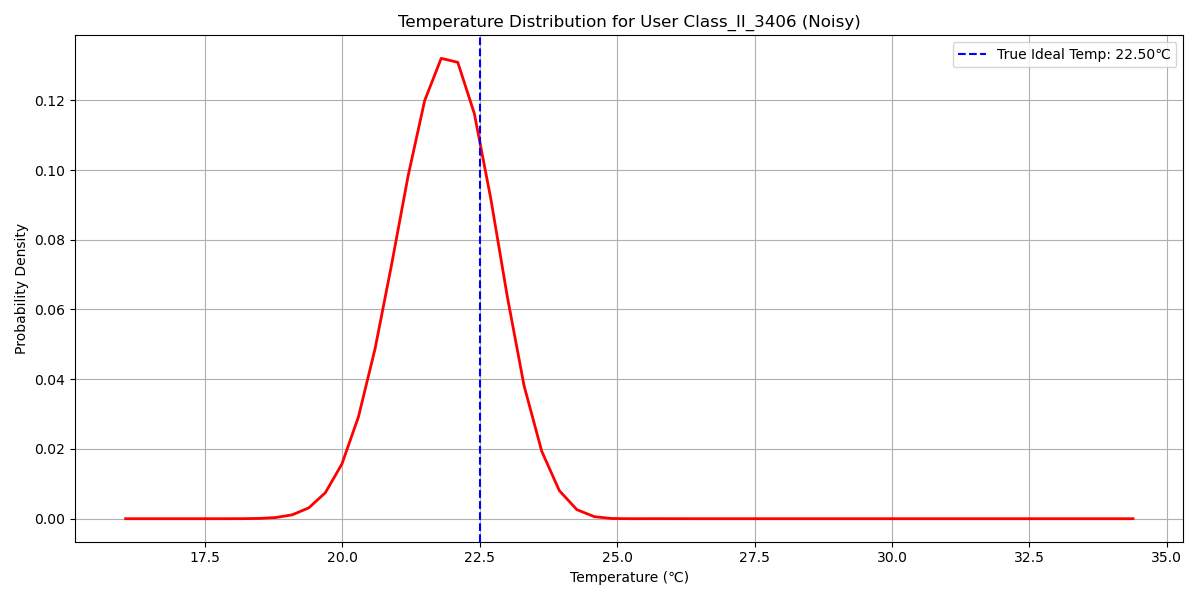 Temperature Distribution for User Class_II_3406 (Noisy)
True Ideal Temp: 22.50℃
Probability Density
0.12
0.10
0.08
0.06
0.04
0.02
0.00
17.5 20.0 22.5 25.0 27.5 30.0 32.5 35.0
Temperature (℃)